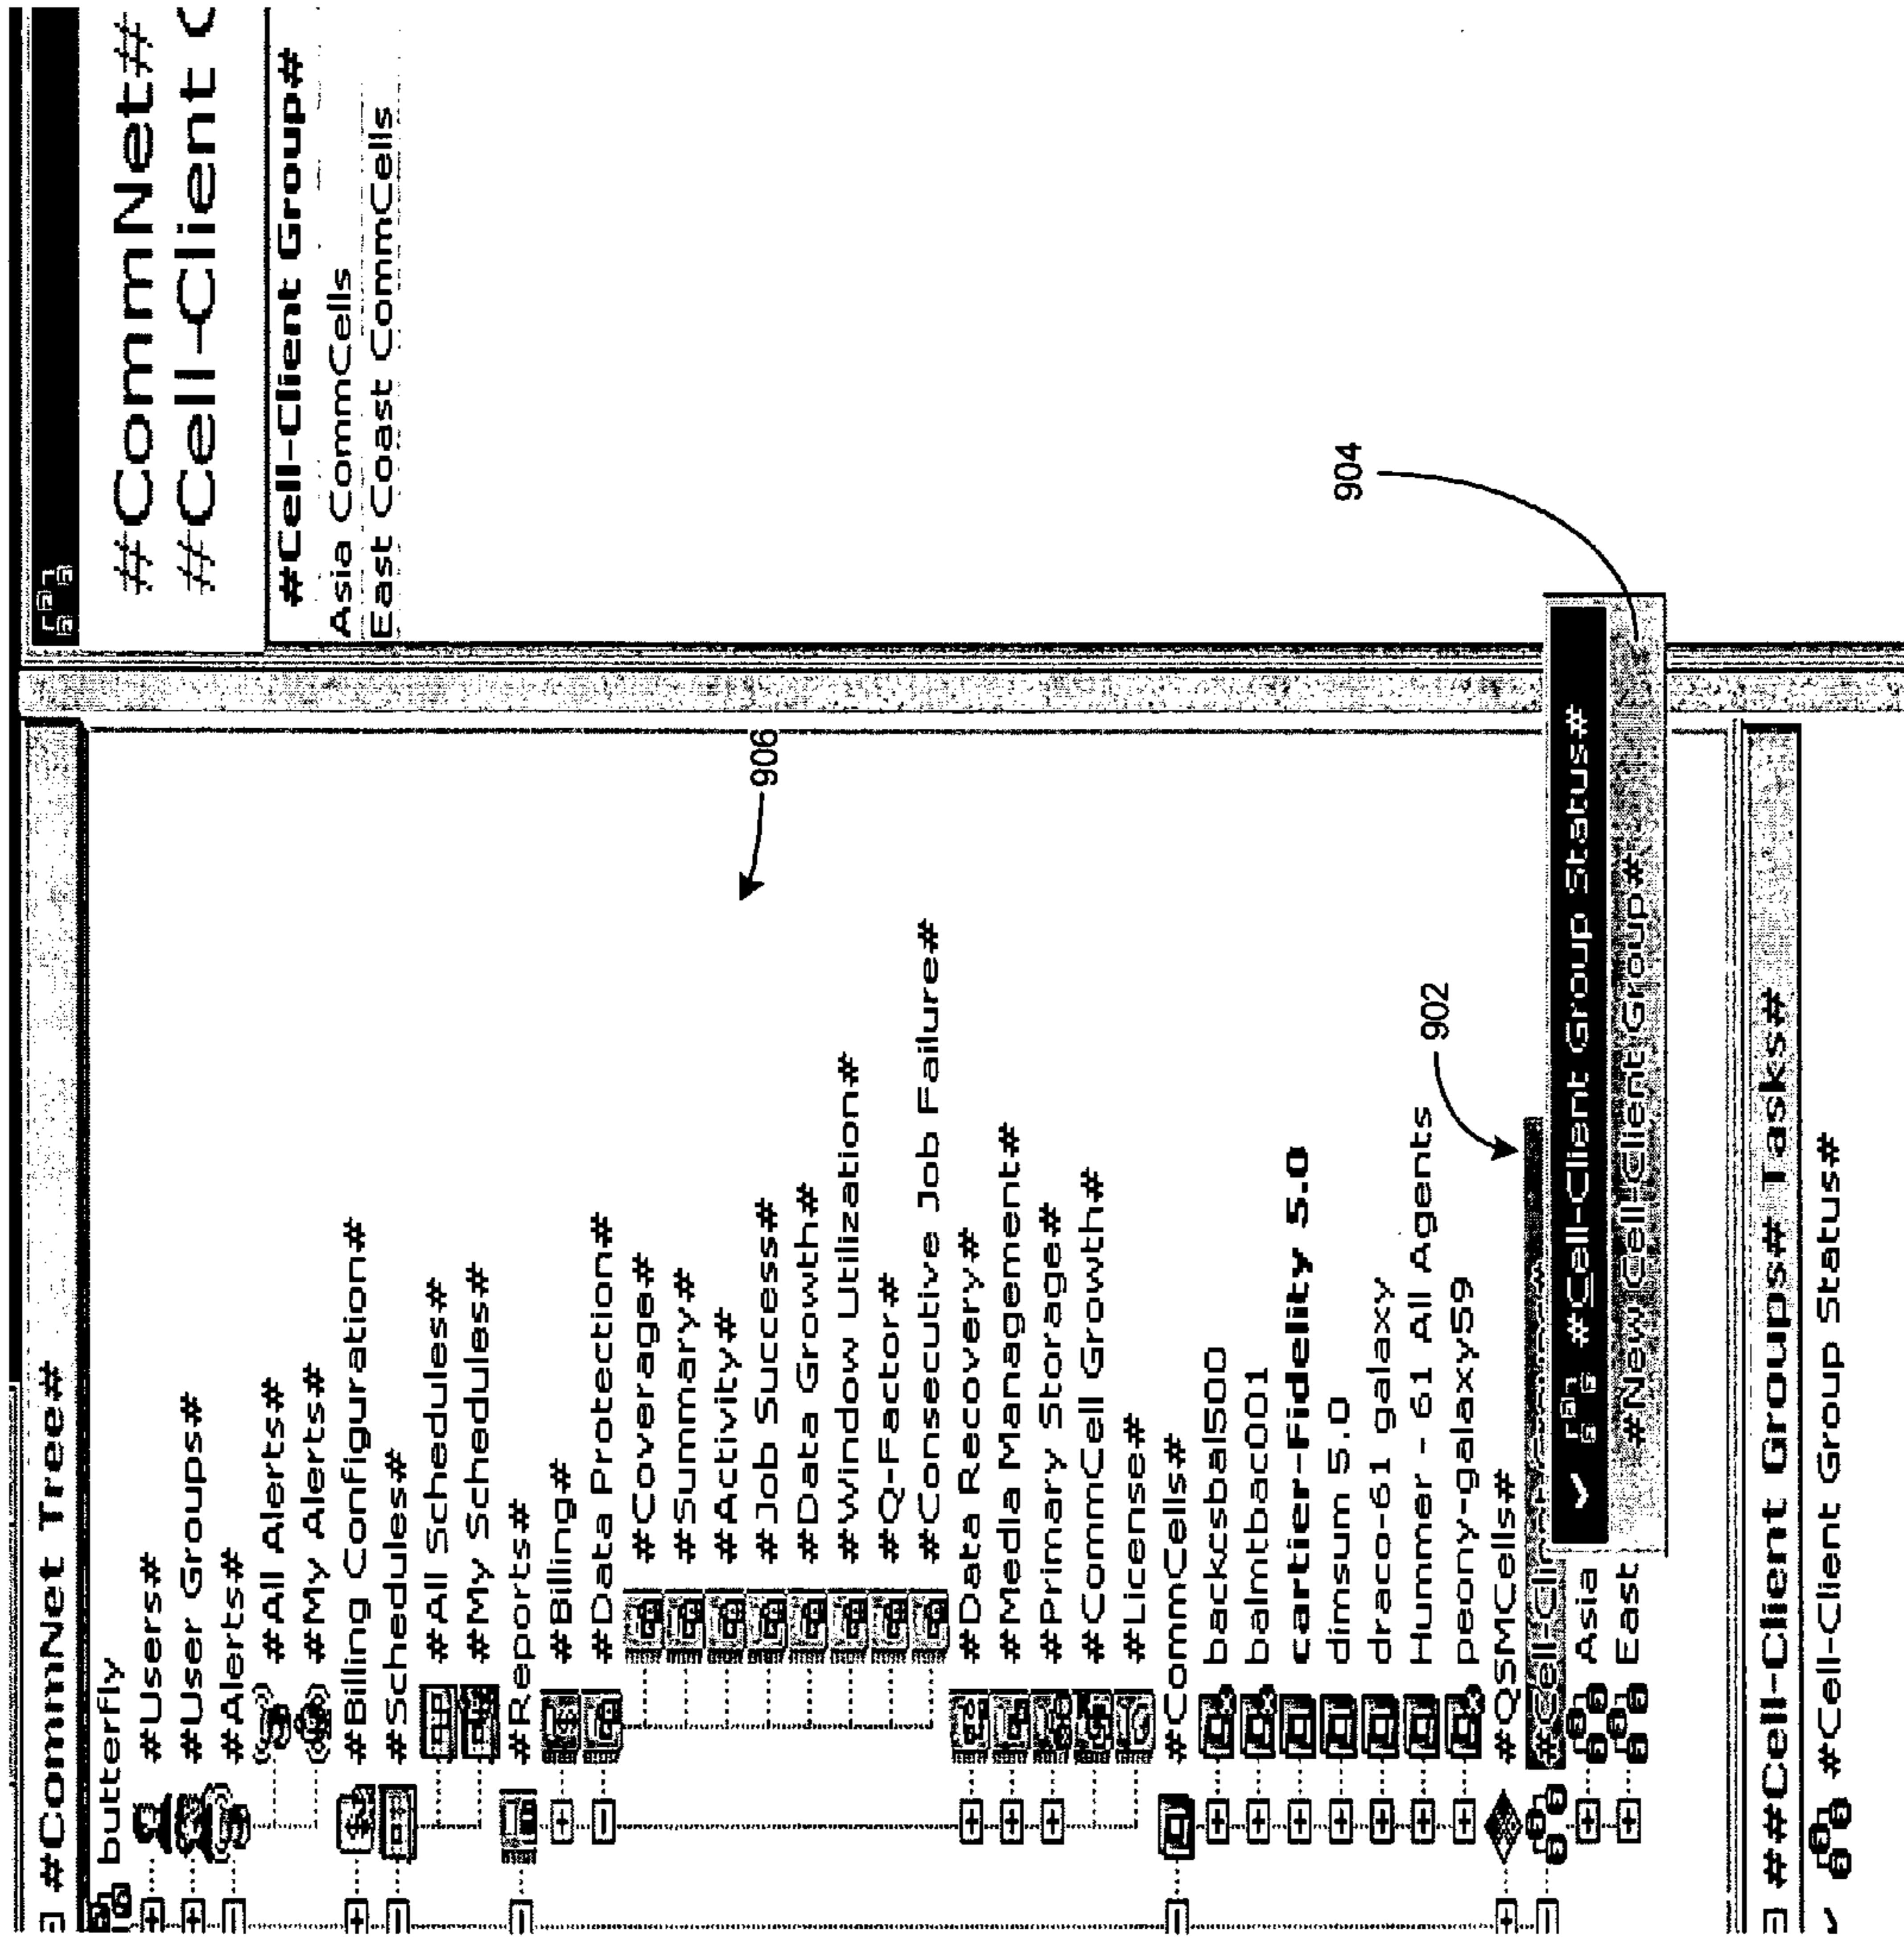 #CommNet Tree#
butterfly
#Users#
#User Groups#
#Alerts#
#All Alerts#
#My Alerts#
#Billing Configuration#
#Schedules#
#All Schedules#
#My Schedules#
#Reports#
#Billing#
#Data Protection#
#Coverage#
#Summary#
#Activity#
#Job Success#
#Data Growth#
#Window Utilization#
#Q-Factor#
#Consecutive Job Failure#
#Data Recovery#
#Media Management#
#Primary Storage#
#CommCell Growth#
#License#
#CommCells#
backcsbal500
balmtbac001
cartier-Fidelity 5.0
dimsum 5.0
draco-61 galaxy
Hummer - 61 All Agents
peony-galaxy59
#QSMCells#
Asia
East
#Cell-Client Group Status#
#New Cell-Client Group#
##Cell-Client Groups# Tasks#
#Cell-Client Group Status#
906
902
904
#CommNet#
#Cell-Client
#Cell-Client Group#
Asia CommCells
East Coast CommCells